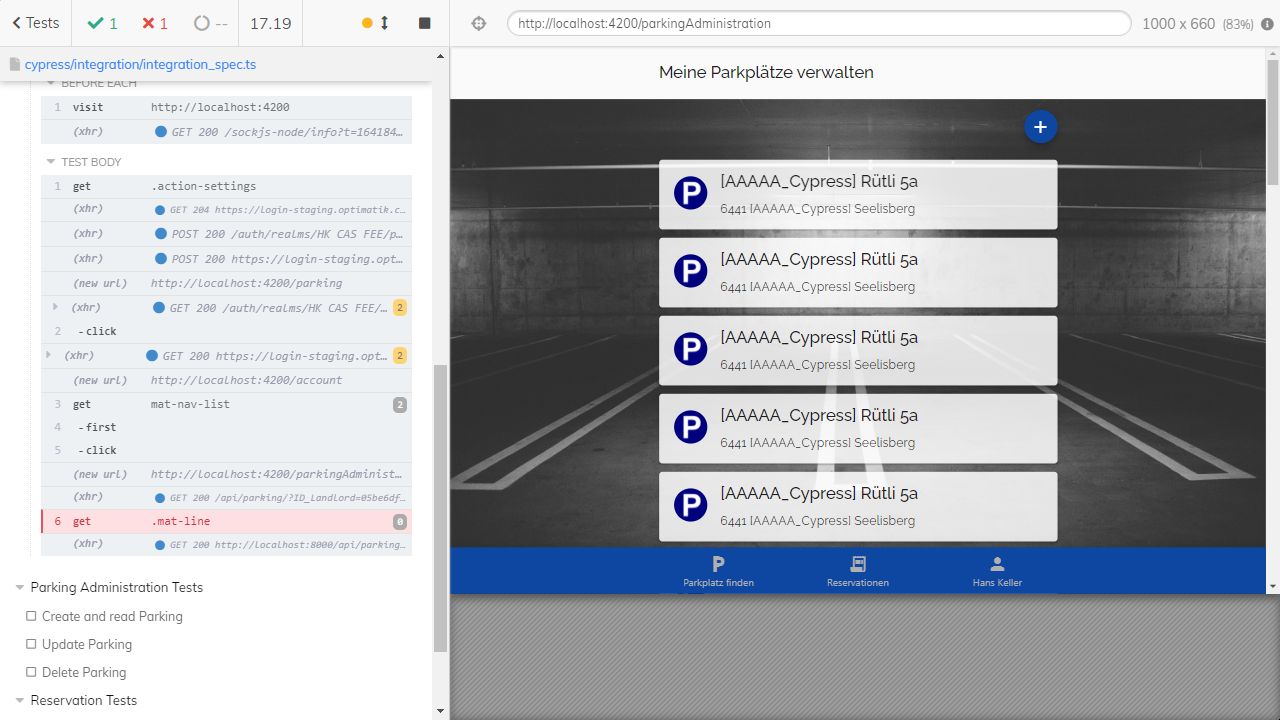 Tests
1
1
--
17.19
http://localhost:4200/parkingAdministration
1000 x 660 (83%)
cypress/integration/integration_spec.ts
BEFORE EACH
1 visit http://localhost:4200
(xhr) GET 200 /sockjs-node/info?t=164184…
TEST BODY
1 get .action-settings
(xhr) GET 204 https://login-staging.optimatik.c…
(xhr) POST 200 /auth/realms/HK CAS FEE/p…
(xhr) POST 200 https://login-staging.opt…
(new url) http://localhost:4200/parking
(xhr) GET 200 /auth/realms/HK CAS FEE/… 2
2 -click
(xhr) GET 200 https://login-staging.opt… 2
(new url) http://localhost:4200/account
3 get mat-nav-list 2
4 -first
5 -click
(new url) http://localhost:4200/parkingAdminist…
(xhr) GET 200 /api/parking/?ID_LandLord=05be6df…
6 get .mat-line 0
(xhr) GET 200 http://localhost:8000/api/parking…
Parking Administration Tests
Create and read Parking
Update Parking
Delete Parking
Reservation Tests
Meine Parkplätze verwalten
+
P
[AAAAA_Cypress] Rütli 5a
6441 [AAAAA_Cypress] Seelisberg
P
[AAAAA_Cypress] Rütli 5a
6441 [AAAAA_Cypress] Seelisberg
P
[AAAAA_Cypress] Rütli 5a
6441 [AAAAA_Cypress] Seelisberg
P
[AAAAA_Cypress] Rütli 5a
6441 [AAAAA_Cypress] Seelisberg
P
[AAAAA_Cypress] Rütli 5a
6441 [AAAAA_Cypress] Seelisberg
P
Parkplatz finden
Reservationen
Hans Keller